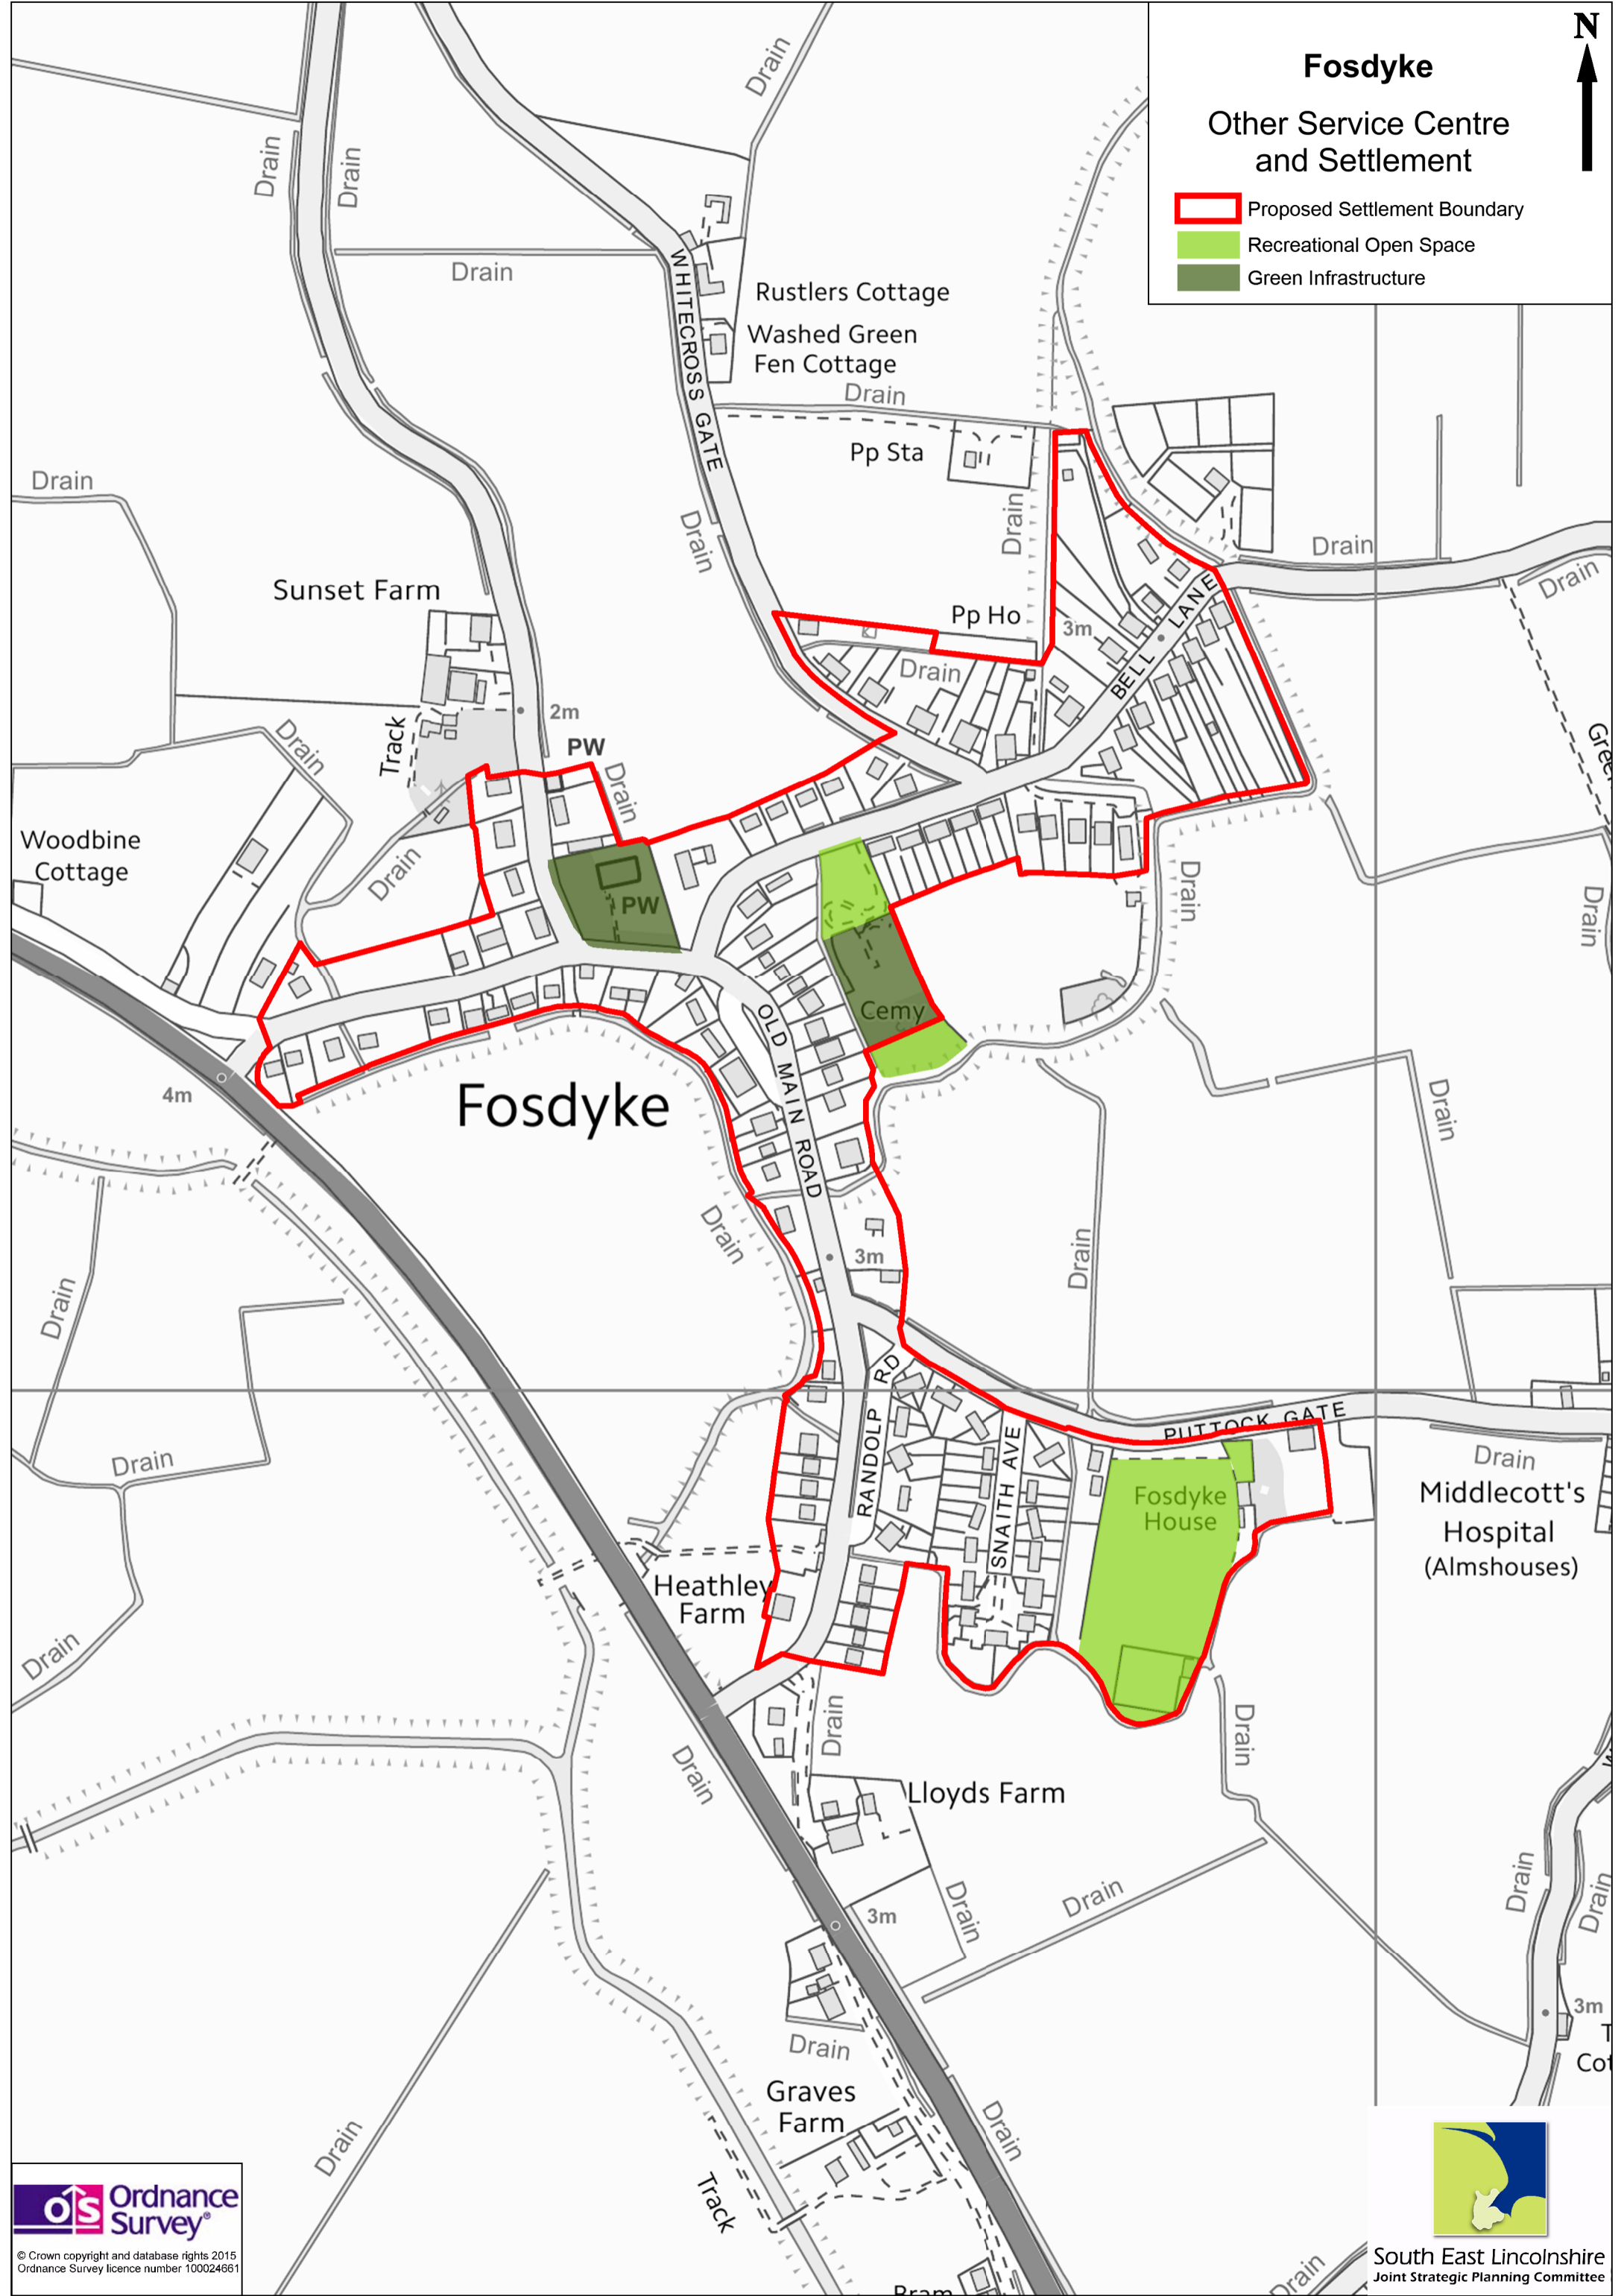 N
Fosdyke
Other Service Centre
and Settlement
Proposed Settlement Boundary
Recreational Open Space
Green Infrastructure
Drain
Drain
Drain
Drain
WHITECROSS GATE
Rustlers Cottage
Washed Green
Fen Cottage
Drain
Pp Sta
Drain
Drain
Drain
Drain
Drain
Sunset Farm
Pp Ho
3m
BELL LANE
Drain
2m
Track
PW
Drain
Drain
Woodbine
Cottage
Drain
PW
Drain
Drain
Cemy
OLD MAIN ROAD
4m
Fosdyke
Drain
Drain
3m
Drain
Drain
RANDOLP RD
SNAITH AVE
PUTTOCK GATE
Drain
Drain
Fosdyke
House
Middlecott's
Hospital
(Almshouses)
Heathley
Farm
Drain
Drain
Drain
Drain
Lloyds Farm
Drain
Drain
Drain
Drain
3m
3m
T
Cot
Drain
Graves
Farm
Drain
Drain
Track
Drain
Ordnance
Survey®
© Crown copyright and database rights 2015
Ordnance Survey licence number 100024661
South East Lincolnshire
Joint Strategic Planning Committee